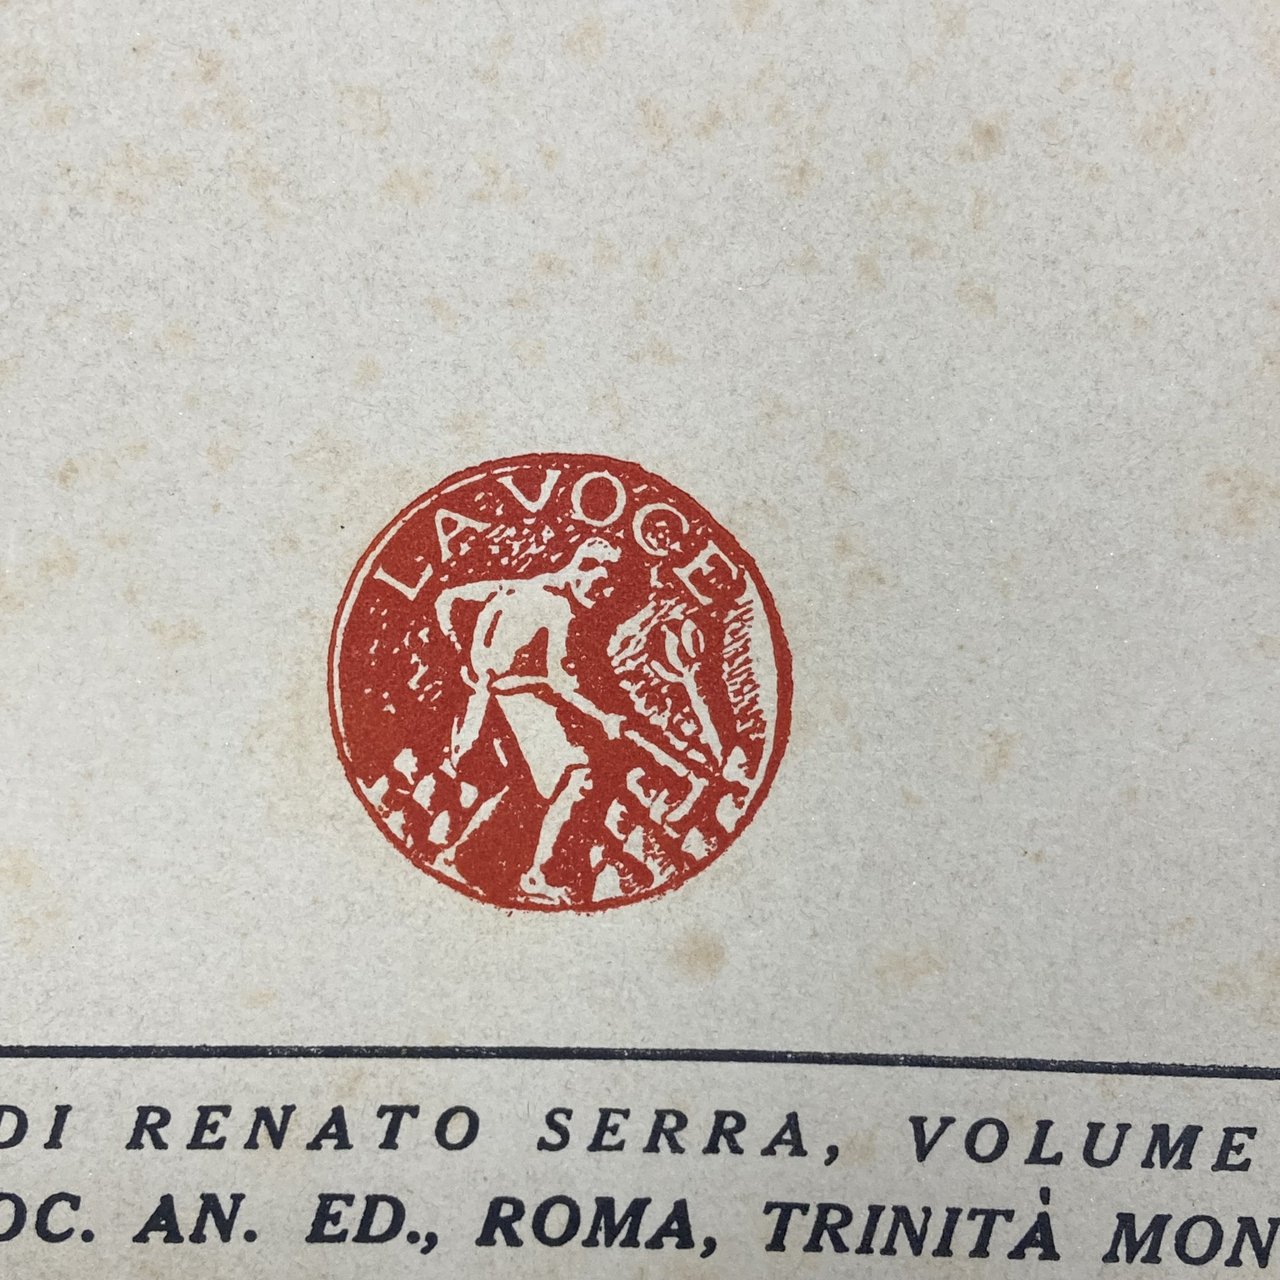 LA VOCE
DI RENATO SERRA, VOLUME
OC. AN. ED., ROMA, TRINITÀ MON